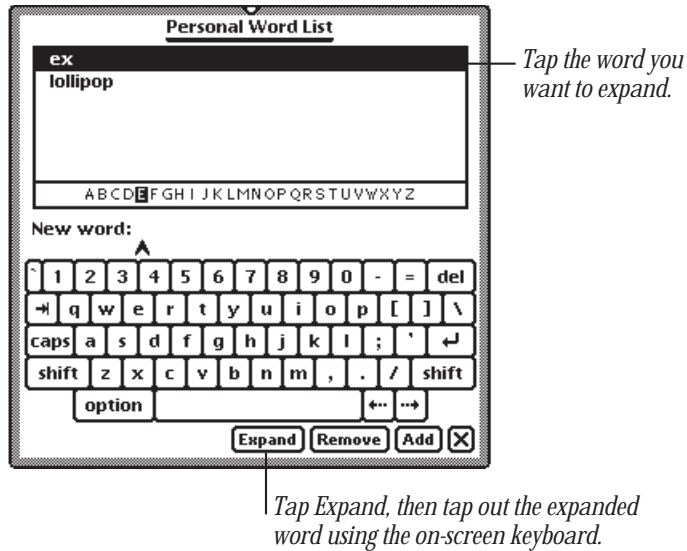 Personal Word List
ex
lollipop
Tap the word you
want to expand.
A B C D E F G H I J K L M N O P Q R S T U V W X Y Z
New word:
` 1 2 3 4 5 6 7 8 9 0 - = del
q w e r t y u i o p [ ] \
caps a s d f g h j k l ; '
shift z x c v b n m , . / shift
option
Expand Remove Add X
Tap Expand, then tap out the expanded
word using the on-screen keyboard.